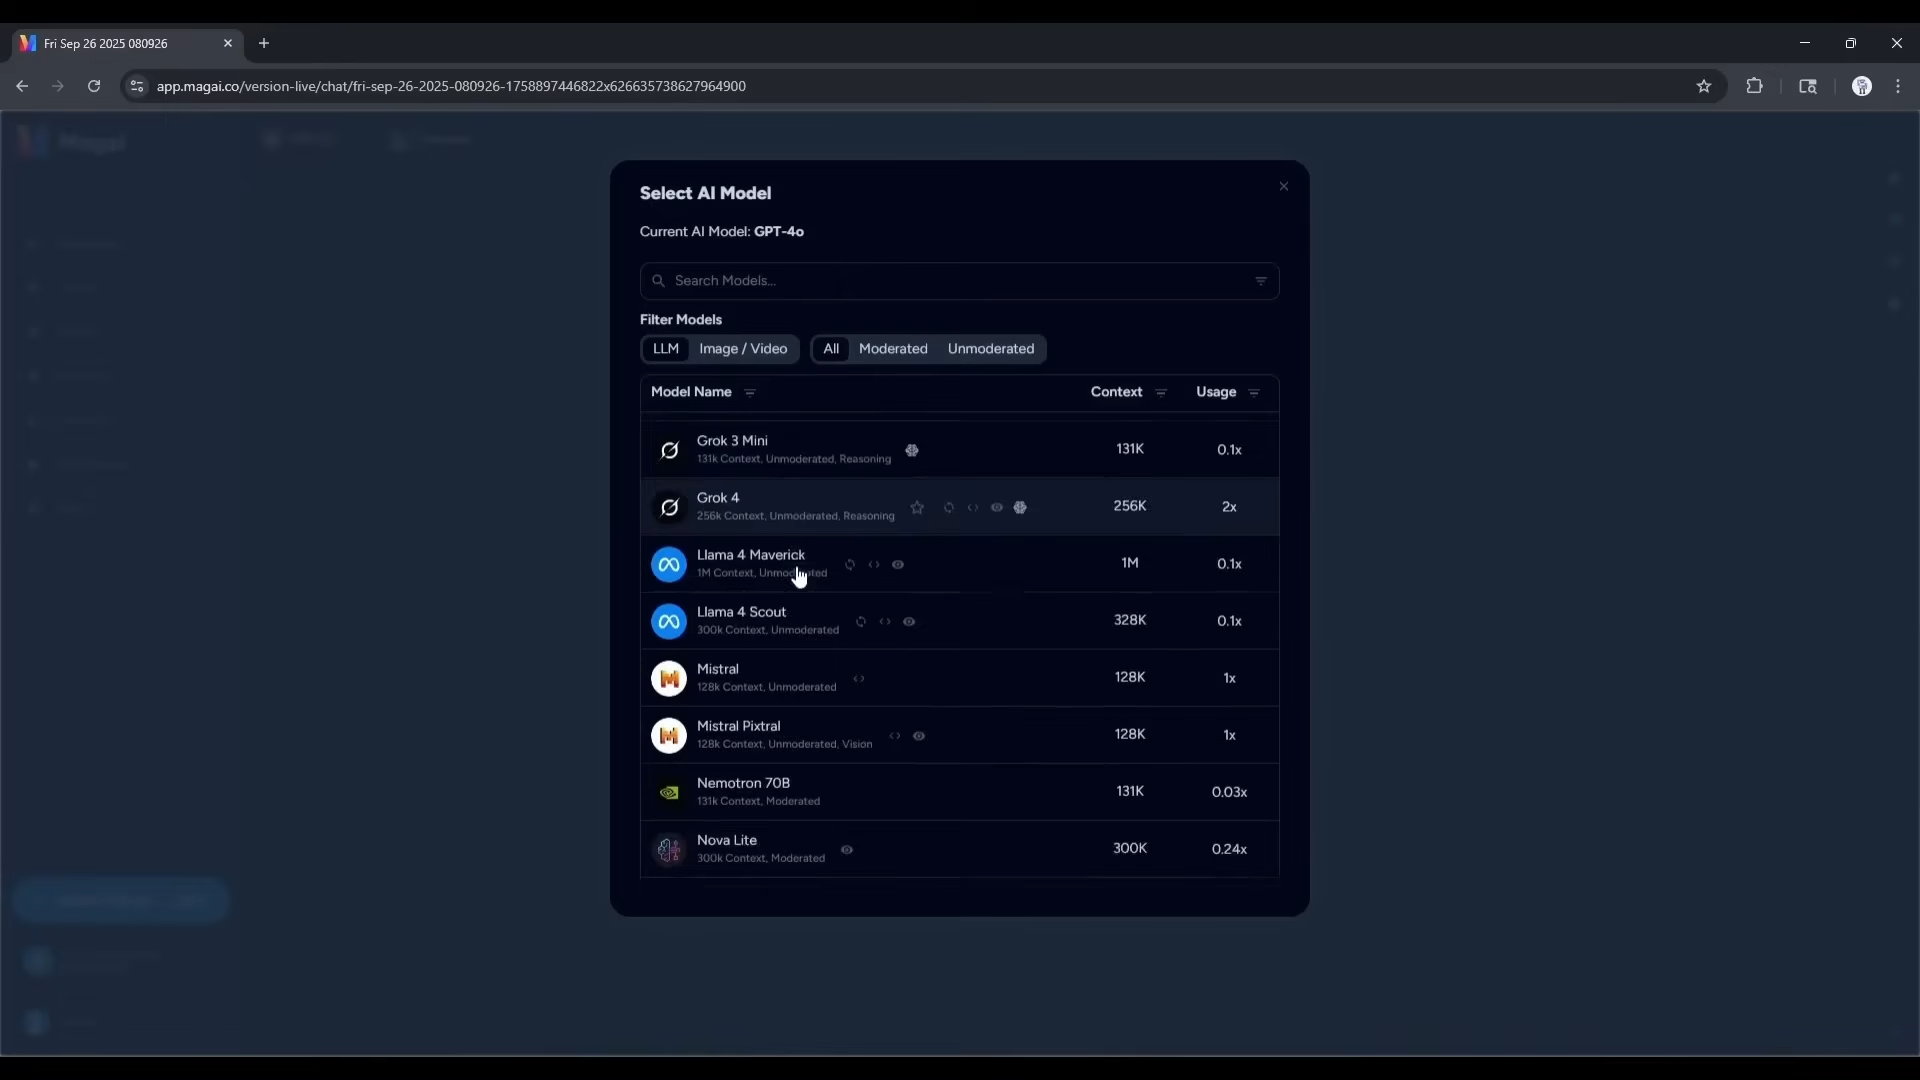 Fri Sep 26 2025 080926
app.magai.co/version-live/chat/fri-sep-26-2025-080926-1758897446822x626635738627964900
Magai
Select AI Model
Current AI Model: GPT-4o
Search Models...
Filter Models
LLM Image / Video All Moderated Unmoderated
Model Name Context Usage
Grok 3 Mini
131k Context, Unmoderated, Reasoning
131K 0.1x
Grok 4
256k Context, Unmoderated, Reasoning
256K 2x
Llama 4 Maverick
1M Context, Unmoderated
1M 0.1x
Llama 4 Scout
300k Context, Unmoderated
328K 0.1x
Mistral
128k Context, Unmoderated
128K 1x
Mistral Pixtral
128k Context, Unmoderated, Vision
128K 1x
Nemotron 70B
131k Context, Moderated
131K 0.03x
Nova Lite
300k Context, Moderated
300K 0.24x